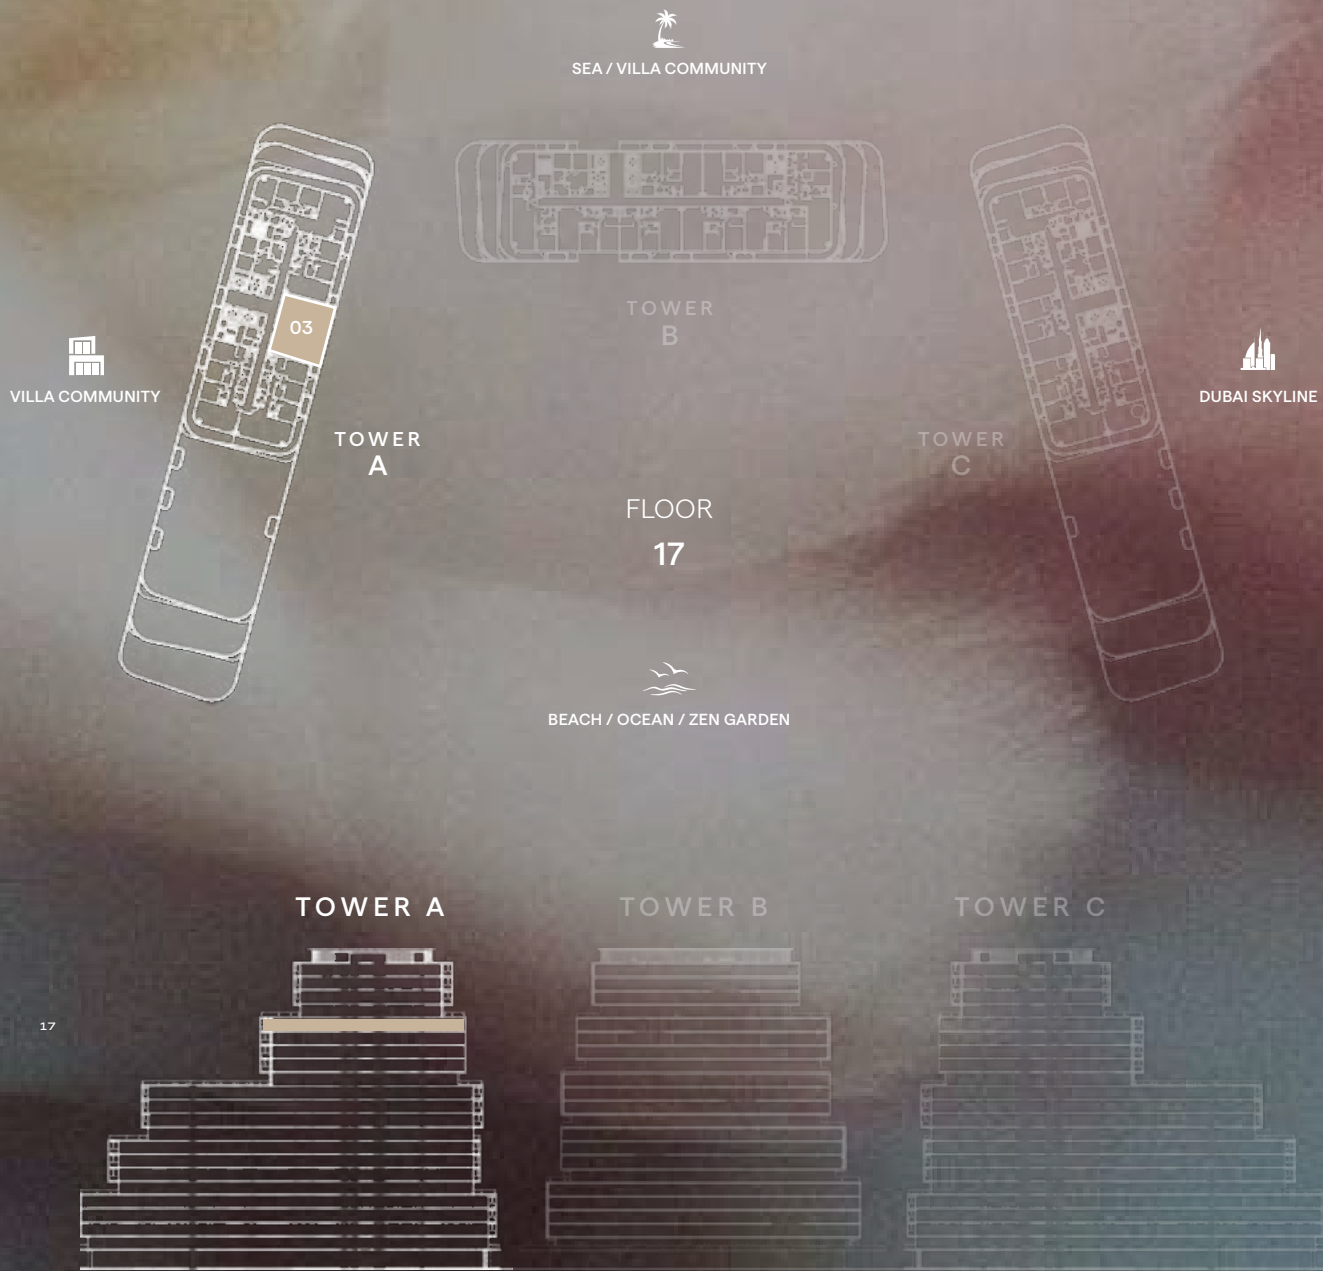 SEA / VILLA COMMUNITY
TOWER
B
03
VILLA COMMUNITY
DUBAI SKYLINE
TOWER
A
TOWER
C
FLOOR
17
BEACH / OCEAN / ZEN GARDEN
TOWER A
TOWER B
TOWER C
17